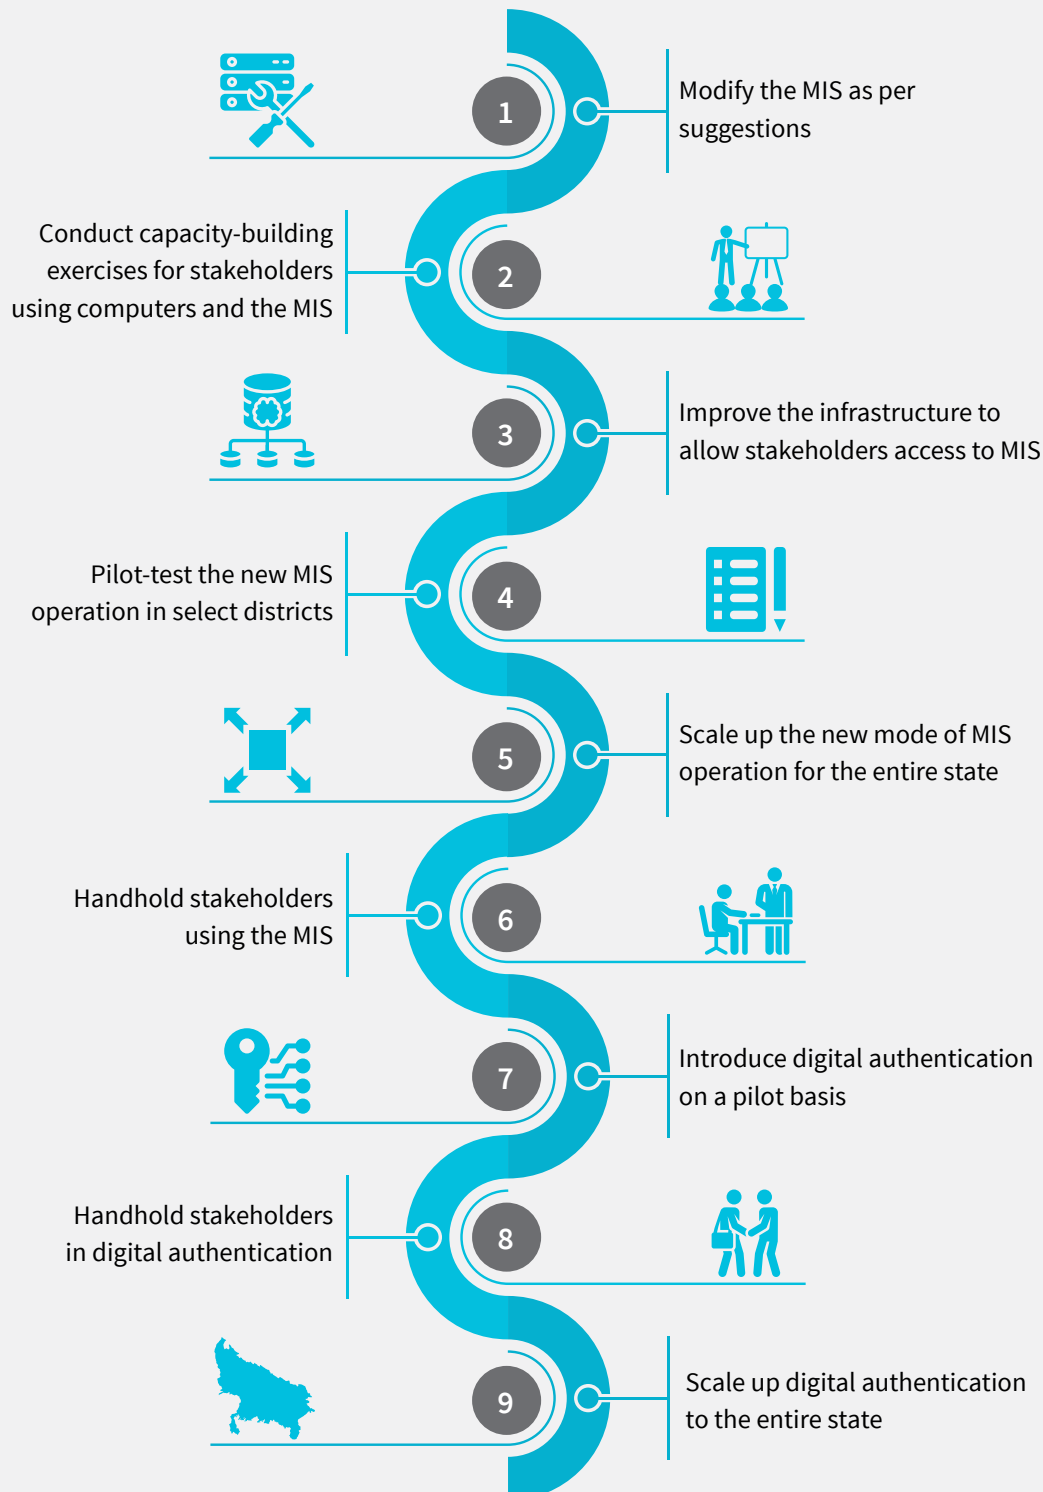 1
Modify the MIS as per
suggestions
Conduct capacity-building
exercises for stakeholders
using computers and the MIS
2
3
Improve the infrastructure to
allow stakeholders access to MIS
Pilot-test the new MIS
operation in select districts
4
5
Scale up the new mode of MIS
operation for the entire state
Handhold stakeholders
using the MIS
6
7
Introduce digital authentication
on a pilot basis
Handhold stakeholders
in digital authentication
8
9
Scale up digital authentication
to the entire state